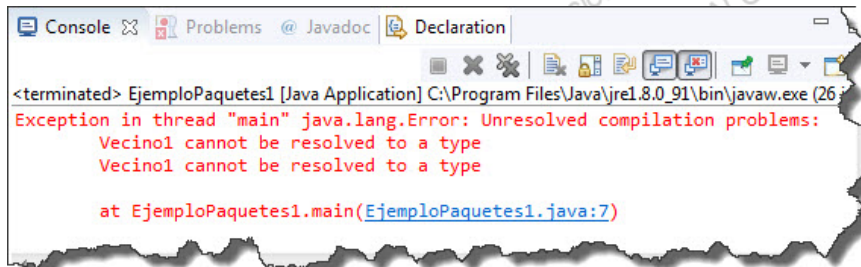 Console Problems @ Javadoc Declaration
<terminated> EjemploPaquetes1 [Java Application] C:\Program Files\Java\jre1.8.0_91\bin\javaw.exe (26
Exception in thread "main" java.lang.Error: Unresolved compilation problems:
Vecino1 cannot be resolved to a type
Vecino1 cannot be resolved to a type
at EjemploPaquetes1.main(EjemploPaquetes1.java:7)